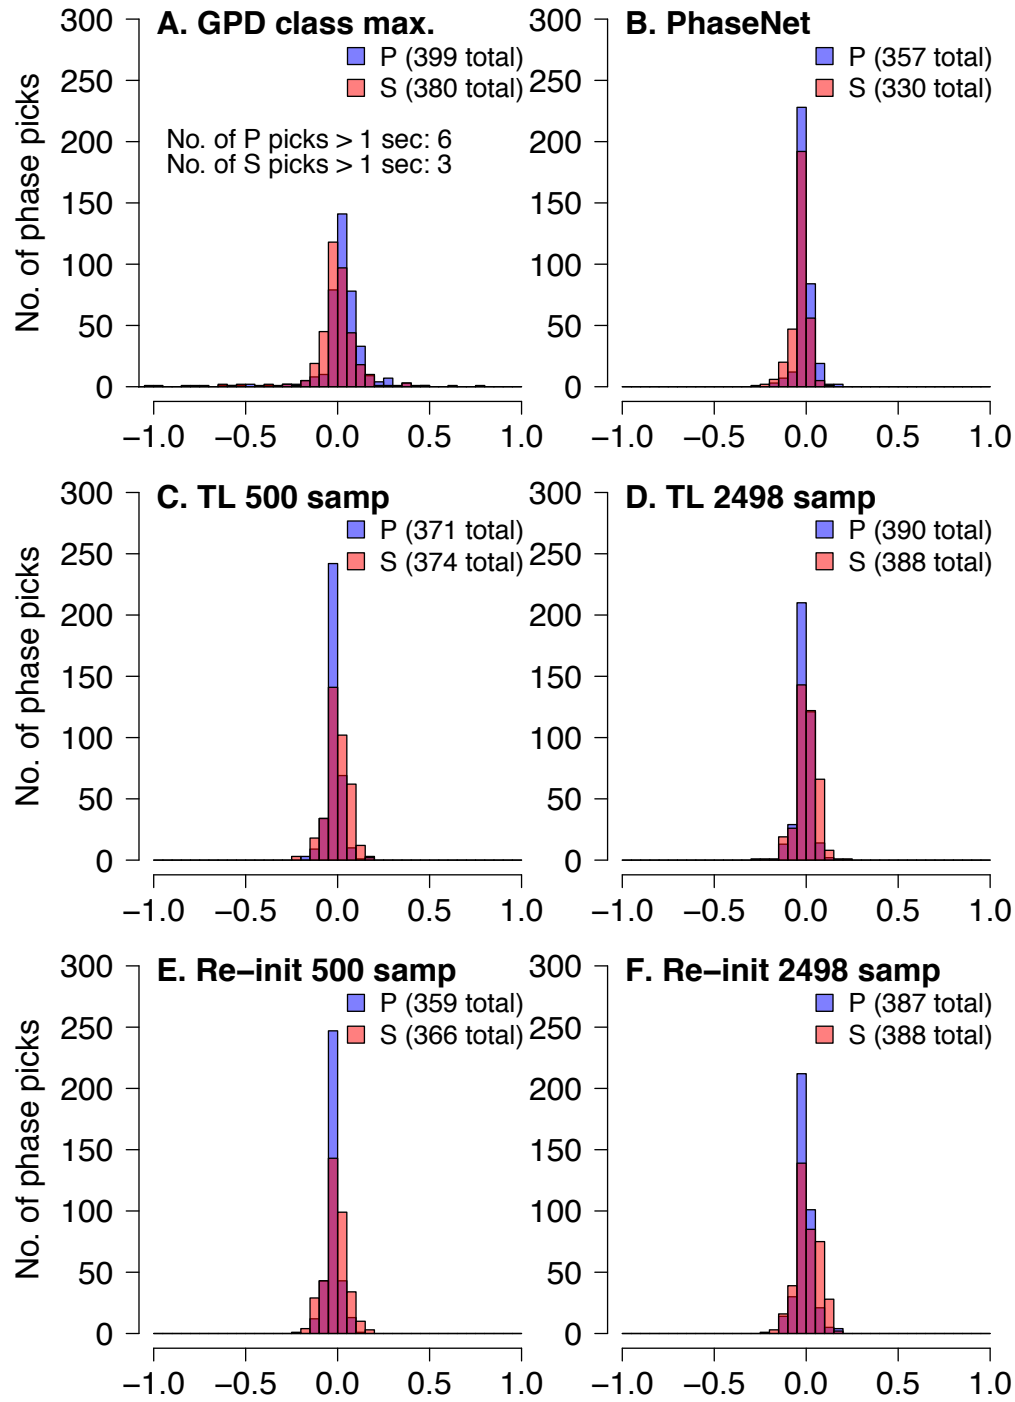 A. GPD class max.
P (399 total)
S (380 total)
No. of P picks > 1 sec: 6
No. of S picks > 1 sec: 3
No. of phase picks
300
250
200
150
100
50
0
−1.0 −0.5 0.0 0.5 1.0
B. PhaseNet
P (357 total)
S (330 total)
300
250
200
150
100
50
0
−1.0 −0.5 0.0 0.5 1.0
C. TL 500 samp
P (371 total)
S (374 total)
No. of phase picks
300
250
200
150
100
50
0
−1.0 −0.5 0.0 0.5 1.0
D. TL 2498 samp
P (390 total)
S (388 total)
300
250
200
150
100
50
0
−1.0 −0.5 0.0 0.5 1.0
E. Re−init 500 samp
P (359 total)
S (366 total)
No. of phase picks
300
250
200
150
100
50
0
−1.0 −0.5 0.0 0.5 1.0
F. Re−init 2498 samp
P (387 total)
S (388 total)
300
250
200
150
100
50
0
−1.0 −0.5 0.0 0.5 1.0